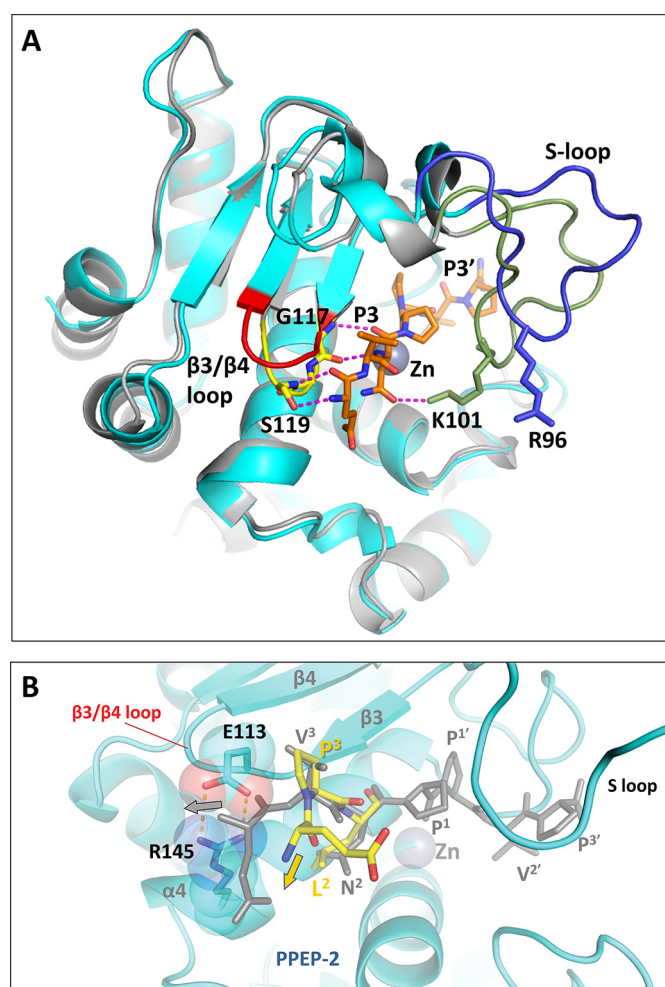 A
S-loop
P3’
G117
P3
β3/β4
loop
Zn
S119
K101
R96
B
β4
β3/β4 loop
E113
β3
V3
P3
P1’
S loop
P1
R145
Zn
P3’
V2’
α4
L2
N2
PPEP-2